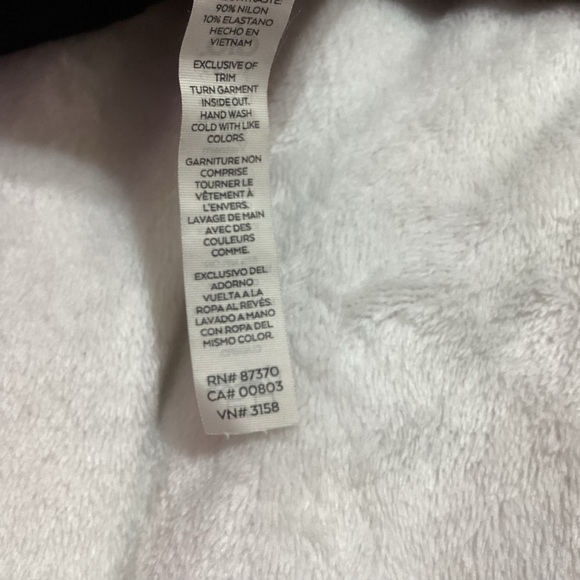 90% NILON
10% ELASTANO
HECHO EN
VIETNAM
EXCLUSIVE OF
TRIM
TURN GARMENT
INSIDE OUT.
HAND WASH
COLD WITH LIKE
COLORS.
GARNITURE NON
COMPRISE
TOURNER LE
VÊTEMENT À
L'ENVERS.
LAVAGE DE MAIN
AVEC DES
COULEURS
COMME.
EXCLUSIVO DEL
ADORNO
VUELTA A LA
ROPA AL REVÉS.
LAVADO A MANO
CON ROPA DEL
MISMO COLOR.
RN# 87370
CA# 00803
VN# 3158